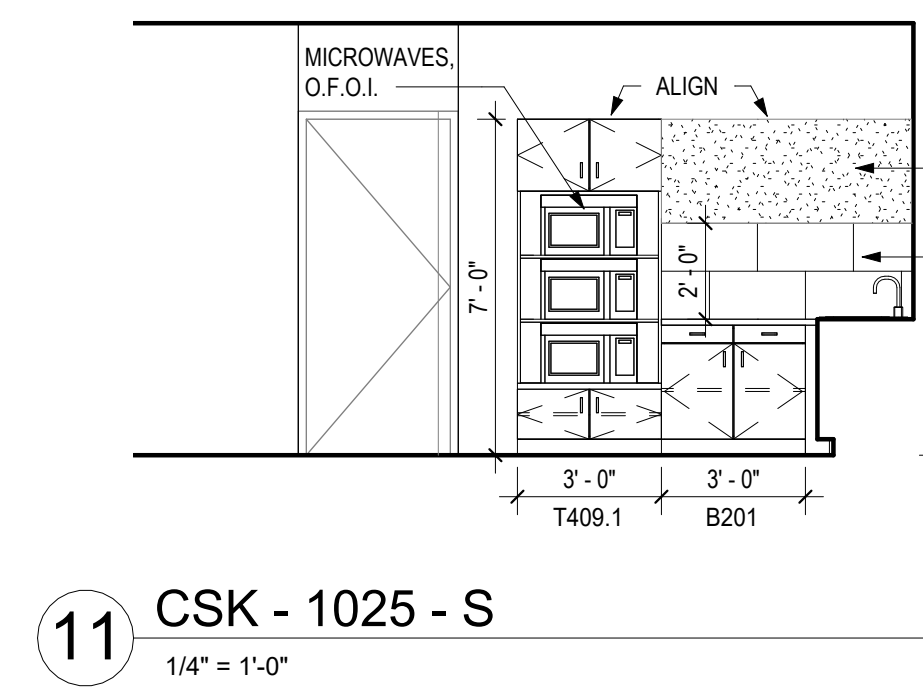 MICROWAVES,
O.F.O.I.
ALIGN
7' - 0"
2' - 0"
3' - 0"
3' - 0"
T409.1
B201
11
CSK - 1025 - S
1/4" = 1'-0"